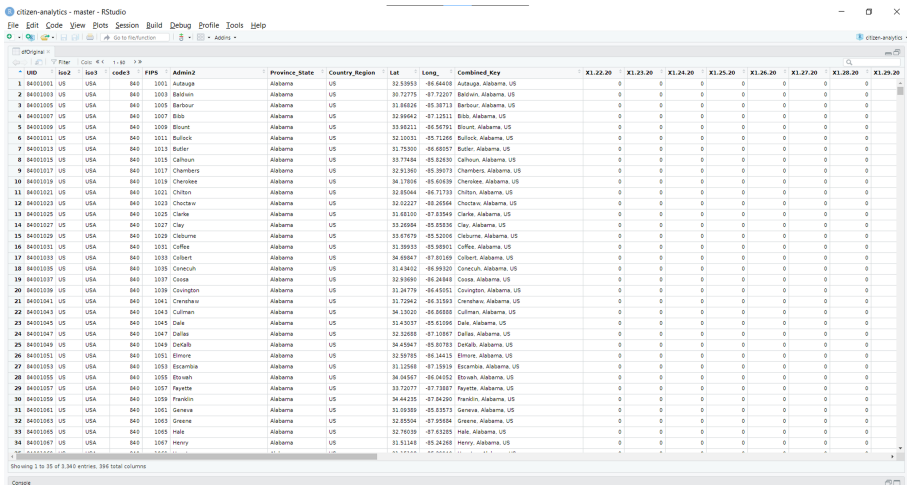 citizen-analytics - master - RStudio
File Edit Code View Plots Session Build Debug Profile Tools Help
Go to file/function Addins citizen-analytics
dfOriginal
Filter Cols: 1 - 50
UID iso2 iso3 code3 FIPS Admin2 Province_State Country_Region Lat Long_ Combined_Key X1.22.20 X1.23.20 X1.24.20 X1.25.20 X1.26.20 X1.27.20 X1.28.20 X1.29.20
1 84001001 US USA 840 1001 Autauga Alabama US 32.53953 -86.64408 Autauga, Alabama, US 0 0 0 0 0 0 0
2 84001003 US USA 840 1003 Baldwin Alabama US 30.72775 -87.72207 Baldwin, Alabama, US 0 0 0 0 0 0 0
3 84001005 US USA 840 1005 Barbour Alabama US 31.86826 -85.38713 Barbour, Alabama, US 0 0 0 0 0 0 0
4 84001007 US USA 840 1007 Bibb Alabama US 32.99642 -87.12511 Bibb, Alabama, US 0 0 0 0 0 0 0
5 84001009 US USA 840 1009 Blount Alabama US 33.98211 -86.56791 Blount, Alabama, US 0 0 0 0 0 0 0
6 84001011 US USA 840 1011 Bullock Alabama US 32.10031 -85.71266 Bullock, Alabama, US 0 0 0 0 0 0 0
7 84001013 US USA 840 1013 Butler Alabama US 31.75300 -86.68057 Butler, Alabama, US 0 0 0 0 0 0 0
8 84001015 US USA 840 1015 Calhoun Alabama US 33.77484 -85.82630 Calhoun, Alabama, US 0 0 0 0 0 0 0
9 84001017 US USA 840 1017 Chambers Alabama US 32.91360 -85.39073 Chambers, Alabama, US 0 0 0 0 0 0 0
10 84001019 US USA 840 1019 Cherokee Alabama US 34.17806 -85.60639 Cherokee, Alabama, US 0 0 0 0 0 0 0
11 84001021 US USA 840 1021 Chilton Alabama US 32.85044 -86.71733 Chilton, Alabama, US 0 0 0 0 0 0 0
12 84001023 US USA 840 1023 Choctaw Alabama US 32.02227 -88.26564 Choctaw, Alabama, US 0 0 0 0 0 0 0
13 84001025 US USA 840 1025 Clarke Alabama US 31.68100 -87.83549 Clarke, Alabama, US 0 0 0 0 0 0 0
14 84001027 US USA 840 1027 Clay Alabama US 33.26984 -85.85836 Clay, Alabama, US 0 0 0 0 0 0 0
15 84001029 US USA 840 1029 Cleburne Alabama US 33.67679 -85.52006 Cleburne, Alabama, US 0 0 0 0 0 0 0
16 84001031 US USA 840 1031 Coffee Alabama US 31.39933 -85.98901 Coffee, Alabama, US 0 0 0 0 0 0 0
17 84001033 US USA 840 1033 Colbert Alabama US 34.69847 -87.80169 Colbert, Alabama, US 0 0 0 0 0 0 0
18 84001035 US USA 840 1035 Conecuh Alabama US 31.43402 -86.99320 Conecuh, Alabama, US 0 0 0 0 0 0 0
19 84001037 US USA 840 1037 Coosa Alabama US 32.93690 -86.24848 Coosa, Alabama, US 0 0 0 0 0 0 0
20 84001039 US USA 840 1039 Covington Alabama US 31.24779 -86.45051 Covington, Alabama, US 0 0 0 0 0 0 0
21 84001041 US USA 840 1041 Crenshaw Alabama US 31.72942 -86.31593 Crenshaw, Alabama, US 0 0 0 0 0 0 0
22 84001043 US USA 840 1043 Cullman Alabama US 34.13020 -86.86888 Cullman, Alabama, US 0 0 0 0 0 0 0
23 84001045 US USA 840 1045 Dale Alabama US 31.43037 -85.61096 Dale, Alabama, US 0 0 0 0 0 0 0
24 84001047 US USA 840 1047 Dallas Alabama US 32.32688 -87.10867 Dallas, Alabama, US 0 0 0 0 0 0 0
25 84001049 US USA 840 1049 DeKalb Alabama US 34.45947 -85.80783 DeKalb, Alabama, US 0 0 0 0 0 0 0
26 84001051 US USA 840 1051 Elmore Alabama US 32.59785 -86.14415 Elmore, Alabama, US 0 0 0 0 0 0 0
27 84001053 US USA 840 1053 Escambia Alabama US 31.12568 -87.15919 Escambia, Alabama, US 0 0 0 0 0 0 0
28 84001055 US USA 840 1055 Etowah Alabama US 34.04567 -86.04052 Etowah, Alabama, US 0 0 0 0 0 0 0
29 84001057 US USA 840 1057 Fayette Alabama US 33.72077 -87.73887 Fayette, Alabama, US 0 0 0 0 0 0 0
30 84001059 US USA 840 1059 Franklin Alabama US 34.44235 -87.84290 Franklin, Alabama, US 0 0 0 0 0 0 0
31 84001061 US USA 840 1061 Geneva Alabama US 31.09389 -85.83573 Geneva, Alabama, US 0 0 0 0 0 0 0
32 84001063 US USA 840 1063 Greene Alabama US 32.85504 -87.95684 Greene, Alabama, US 0 0 0 0 0 0 0
33 84001065 US USA 840 1065 Hale Alabama US 32.76039 -87.63285 Hale, Alabama, US 0 0 0 0 0 0 0
34 84001067 US USA 840 1067 Henry Alabama US 31.51148 -85.24268 Henry, Alabama, US 0 0 0 0 0 0 0
Showing 1 to 35 of 3,340 entries, 396 total columns
Console